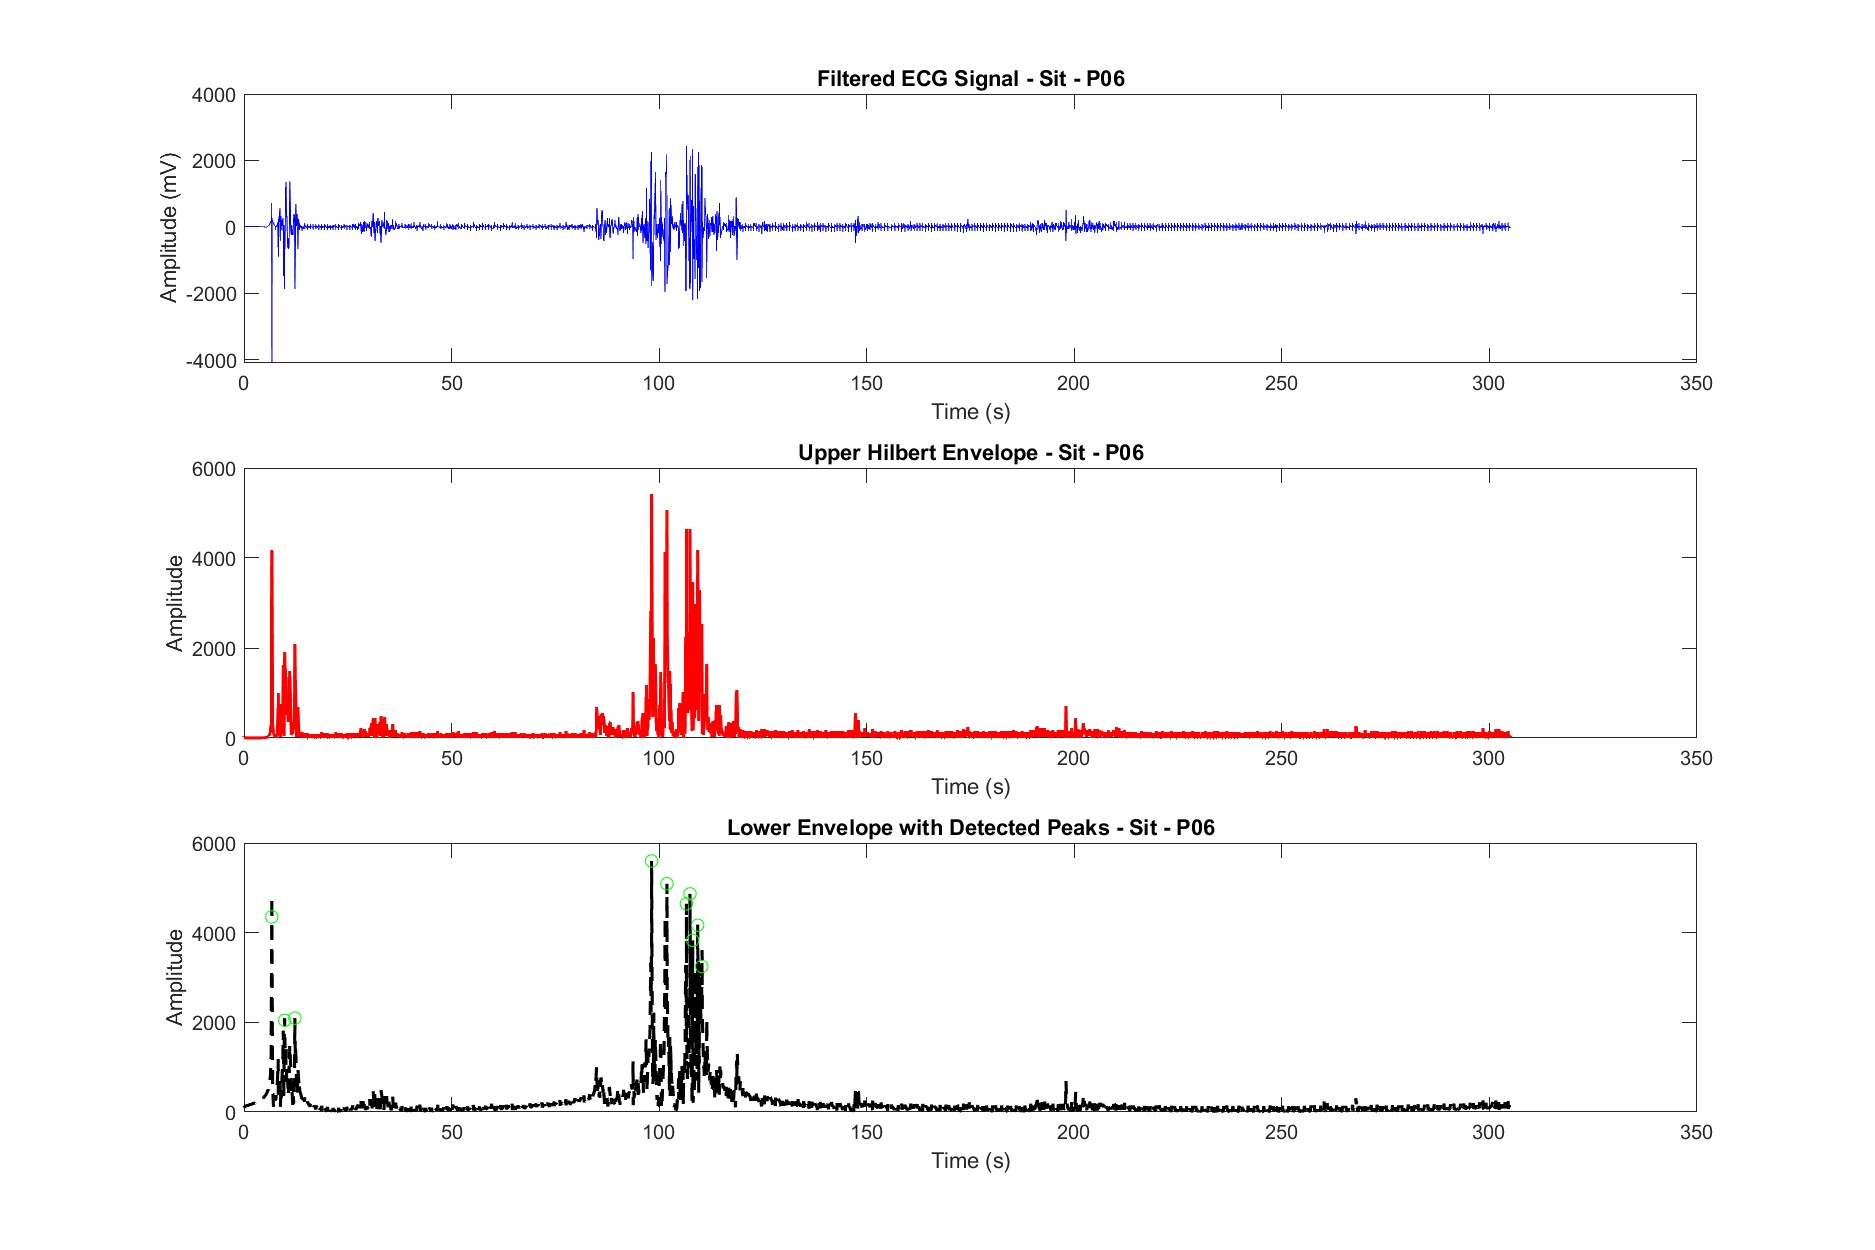 Filtered ECG Signal - Sit - P06
Amplitude (mV)
4000
2000
0
-2000
-4000
0 50 100 150 200 250 300 350
Time (s)
Upper Hilbert Envelope - Sit - P06
Amplitude
6000
4000
2000
0
0 50 100 150 200 250 300 350
Time (s)
Lower Envelope with Detected Peaks - Sit - P06
Amplitude
6000
4000
2000
0
0 50 100 150 200 250 300 350
Time (s)